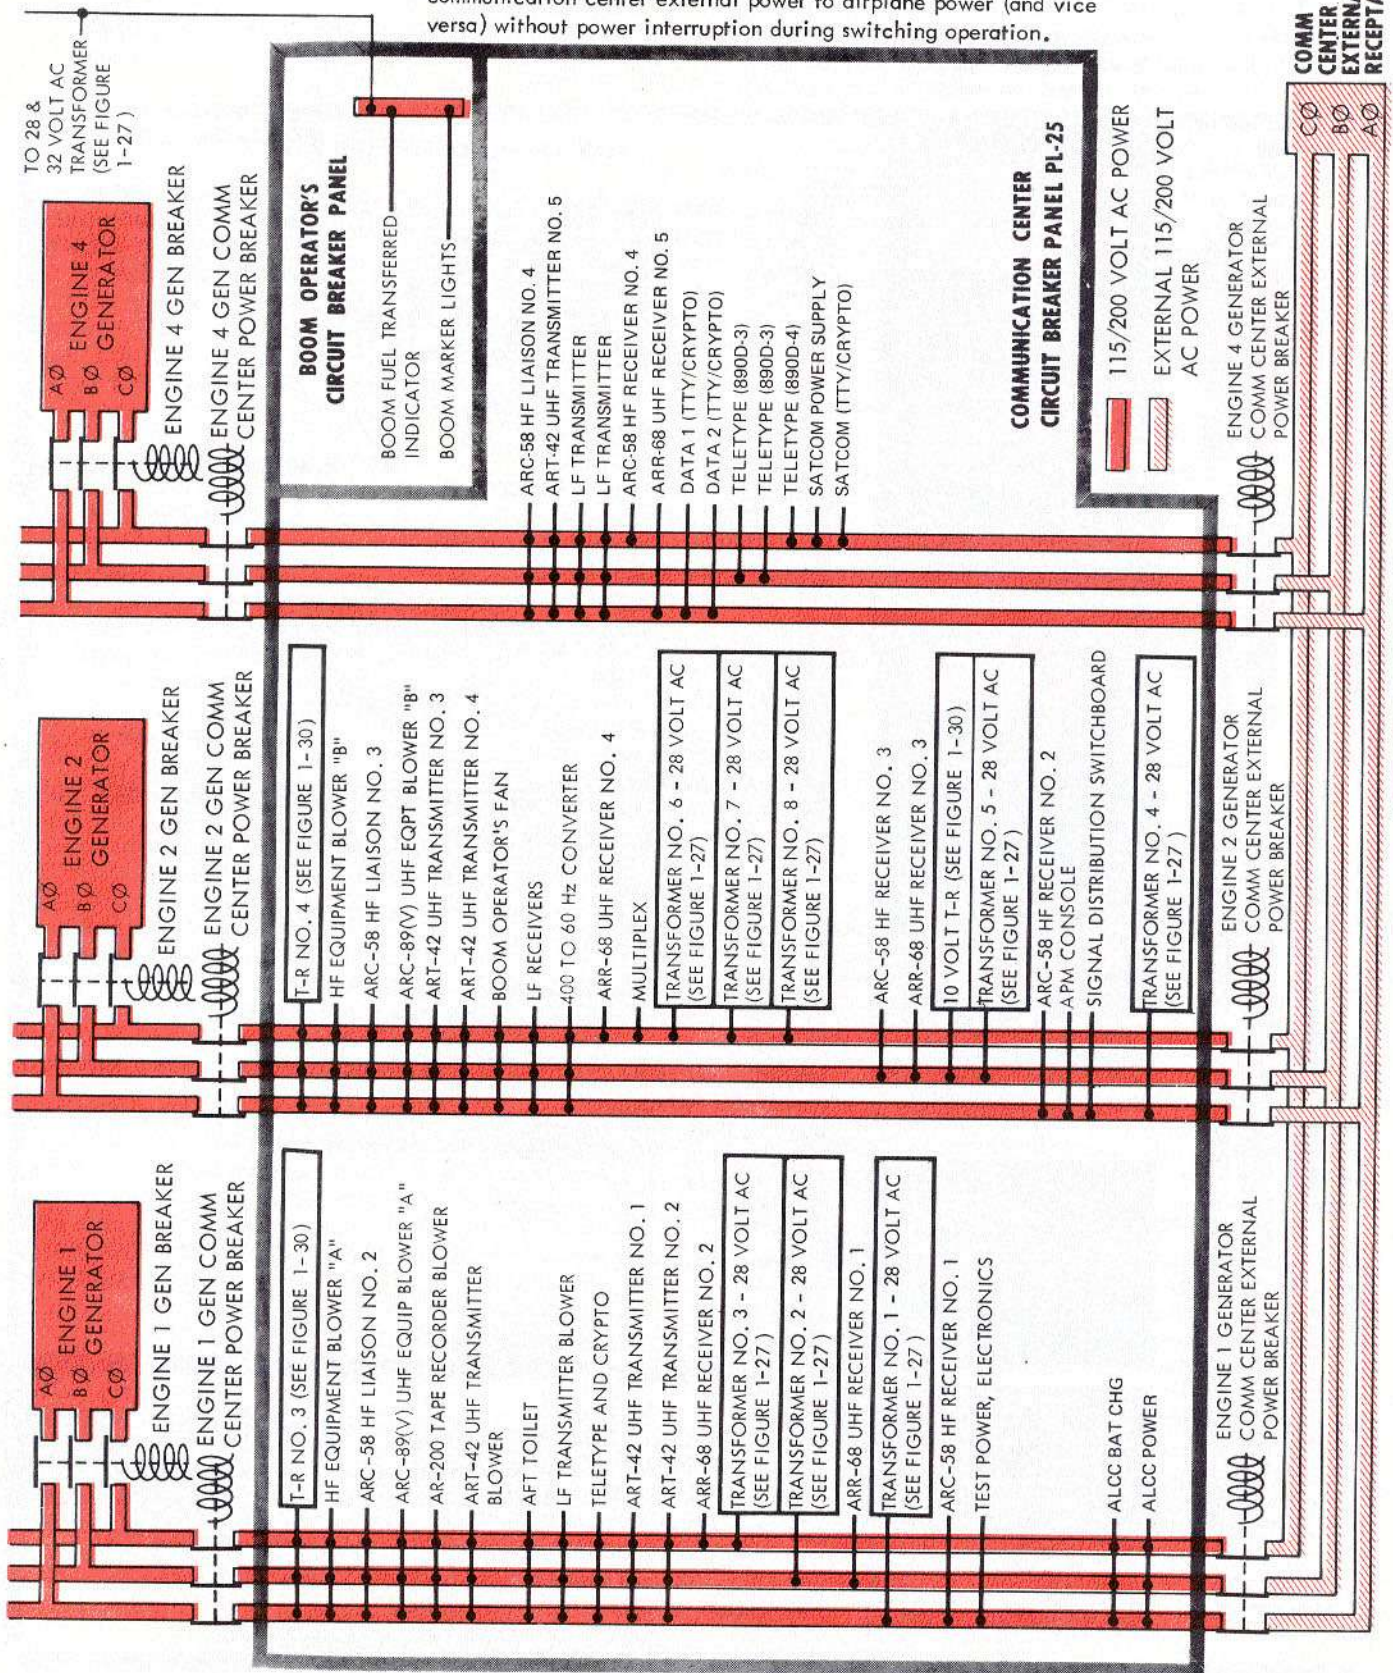 communication center external power to airplane power (and vice
versa) without power interruption during switching operation.
TO 28 &
32 VOLT AC
TRANSFORMER
(SEE FIGURE
1-27 )
ENGINE 1
GENERATOR
AØ
BØ
CØ
ENGINE 1 GEN BREAKER
ENGINE 1 GEN COMM
CENTER POWER BREAKER
ENGINE 2
GENERATOR
AØ
BØ
CØ
ENGINE 2 GEN BREAKER
ENGINE 2 GEN COMM
CENTER POWER BREAKER
ENGINE 4
GENERATOR
AØ
BØ
CØ
ENGINE 4 GEN BREAKER
ENGINE 4 GEN COMM
CENTER POWER BREAKER
T-R NO. 3 (SEE FIGURE 1-30)
HF EQUIPMENT BLOWER "A"
ARC-58 HF LIAISON NO. 2
ARC-89(V) UHF EQUIP BLOWER "A"
AR-200 TAPE RECORDER BLOWER
ART-42 UHF TRANSMITTER
BLOWER
AFT TOILET
LF TRANSMITTER BLOWER
TELETYPE AND CRYPTO
ART-42 UHF TRANSMITTER NO. 1
ART-42 UHF TRANSMITTER NO. 2
ARR-68 UHF RECEIVER NO. 2
TRANSFORMER NO. 3 - 28 VOLT AC
(SEE FIGURE 1-27 )
TRANSFORMER NO. 2 - 28 VOLT AC
(SEE FIGURE 1-27)
ARR-68 UHF RECEIVER NO. 1
TRANSFORMER NO. 1 - 28 VOLT AC
(SEE FIGURE 1-27 )
ARC-58 HF RECEIVER NO. 1
TEST POWER, ELECTRONICS
ALCC BAT CHG
ALCC POWER
T-R NO. 4 (SEE FIGURE 1-30)
HF EQUIPMENT BLOWER "B"
ARC-58 HF LIAISON NO. 3
ARC-89(V) UHF EQPT BLOWER "B"
ART-42 UHF TRANSMITTER NO. 3
ART-42 UHF TRANSMITTER NO. 4
BOOM OPERATOR'S FAN
LF RECEIVERS
400 TO 60 Hz CONVERTER
ARR-68 UHF RECEIVER NO. 4
MULTIPLEX
TRANSFORMER NO. 6 - 28 VOLT AC
(SEE FIGURE 1-27)
TRANSFORMER NO. 7 - 28 VOLT AC
(SEE FIGURE 1-27)
TRANSFORMER NO. 8 - 28 VOLT AC
(SEE FIGURE 1-27)
ARC-58 HF RECEIVER NO. 3
ARR-68 UHF RECEIVER NO. 3
10 VOLT T-R (SEE FIGURE 1-30)
TRANSFORMER NO. 5 - 28 VOLT AC
(SEE FIGURE 1-27)
ARC-58 HF RECEIVER NO. 2
APM CONSOLE
SIGNAL DISTRIBUTION SWITCHBOARD
TRANSFORMER NO. 4 - 28 VOLT AC
(SEE FIGURE 1-27 )
BOOM OPERATOR'S
CIRCUIT BREAKER PANEL
BOOM FUEL TRANSFERRED
INDICATOR
BOOM MARKER LIGHTS
ARC-58 HF LIAISON NO. 4
ART-42 UHF TRANSMITTER NO. 5
LF TRANSMITTER
LF TRANSMITTER
ARC-58 HF RECEIVER NO. 4
ARR-68 UHF RECEIVER NO. 5
DATA 1 (TTY/CRYPTO)
DATA 2 (TTY/CRYPTO)
TELETYPE (890D-3)
TELETYPE (890D-3)
TELETYPE (890D-4)
SATCOM POWER SUPPLY
SATCOM (TTY/CRYPTO)
COMMUNICATION CENTER
CIRCUIT BREAKER PANEL PL-25
115/200 VOLT AC POWER
EXTERNAL 115/200 VOLT
AC POWER
ENGINE 1 GENERATOR
COMM CENTER EXTERNAL
POWER BREAKER
ENGINE 2 GENERATOR
COMM CENTER EXTERNAL
POWER BREAKER
ENGINE 4 GENERATOR
COMM CENTER EXTERNAL
POWER BREAKER
COMM
CENTER
CØ
BØ
AØ